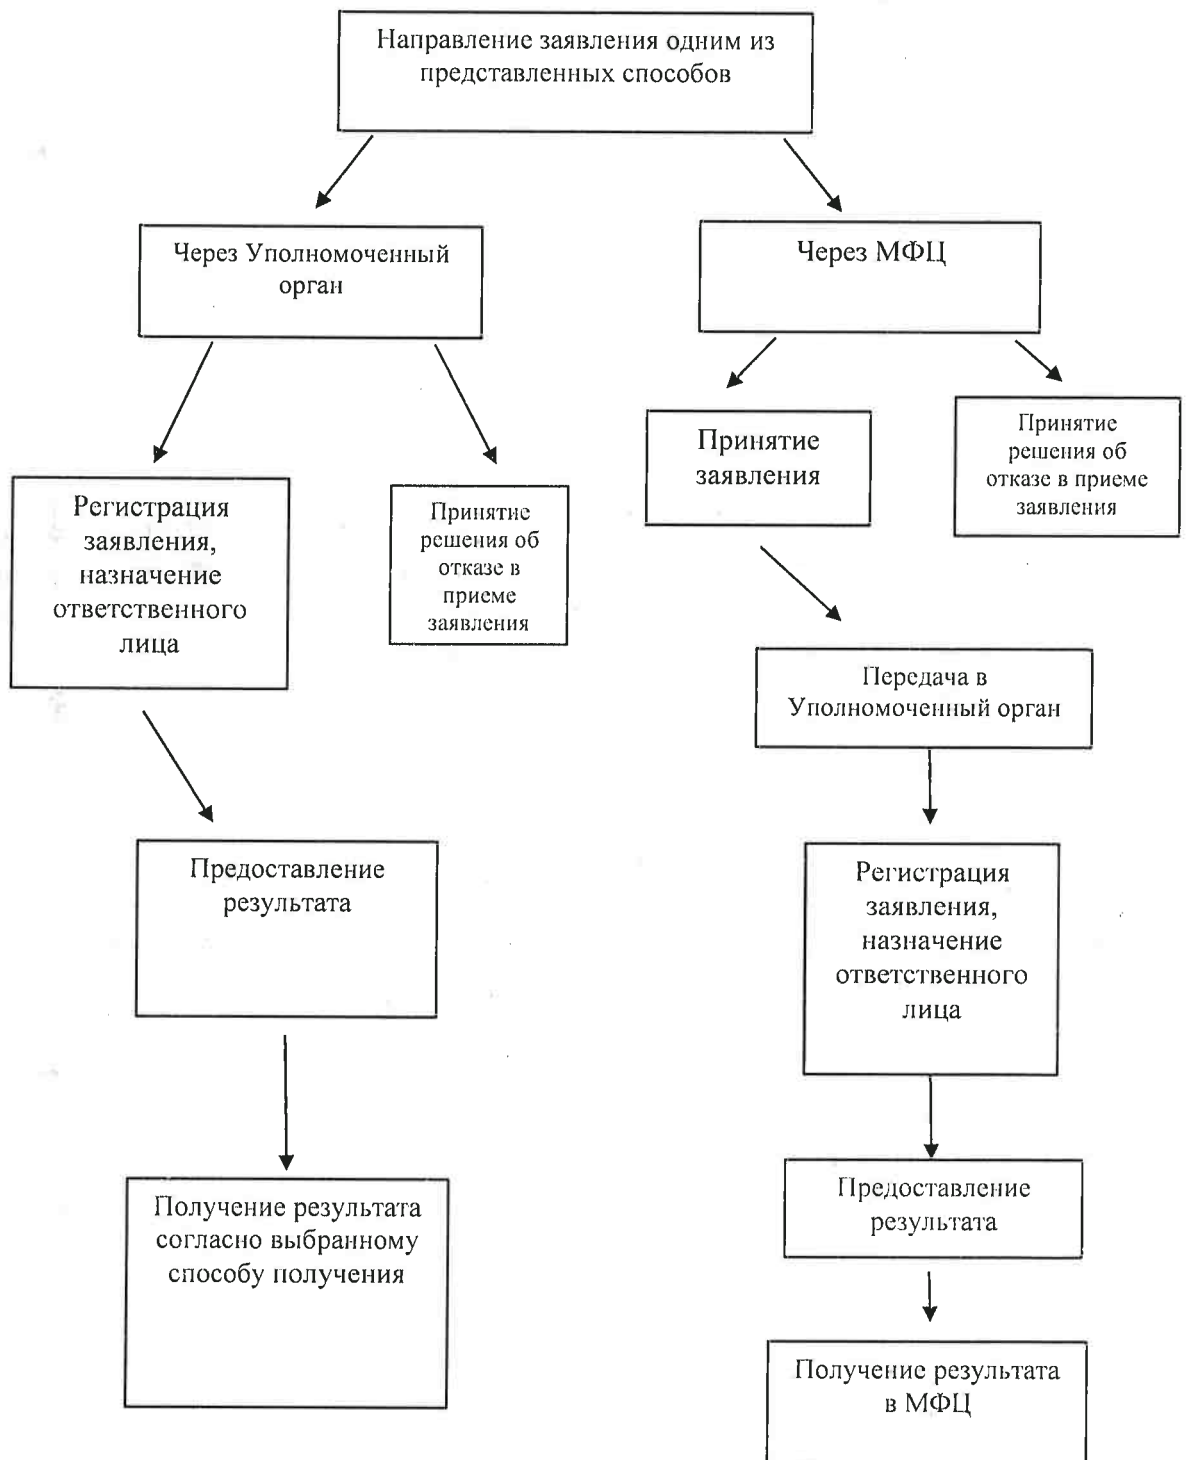 Направление заявления одним из
представленных способов
Через Уполномоченный
орган
Через МФЦ
Принятие
заявления
Принятие
решения об
отказе в приеме
заявления
Регистрация
заявления,
назначение
ответственного
лица
Принятие
решения об
отказе в
приеме
заявления
Передача в
Уполномоченный орган
Предоставление
результата
Регистрация
заявления,
назначение
ответственного
лица
Получение результата
согласно выбранному
способу получения
Предоставление
результата
Получение результата
в МФЦ